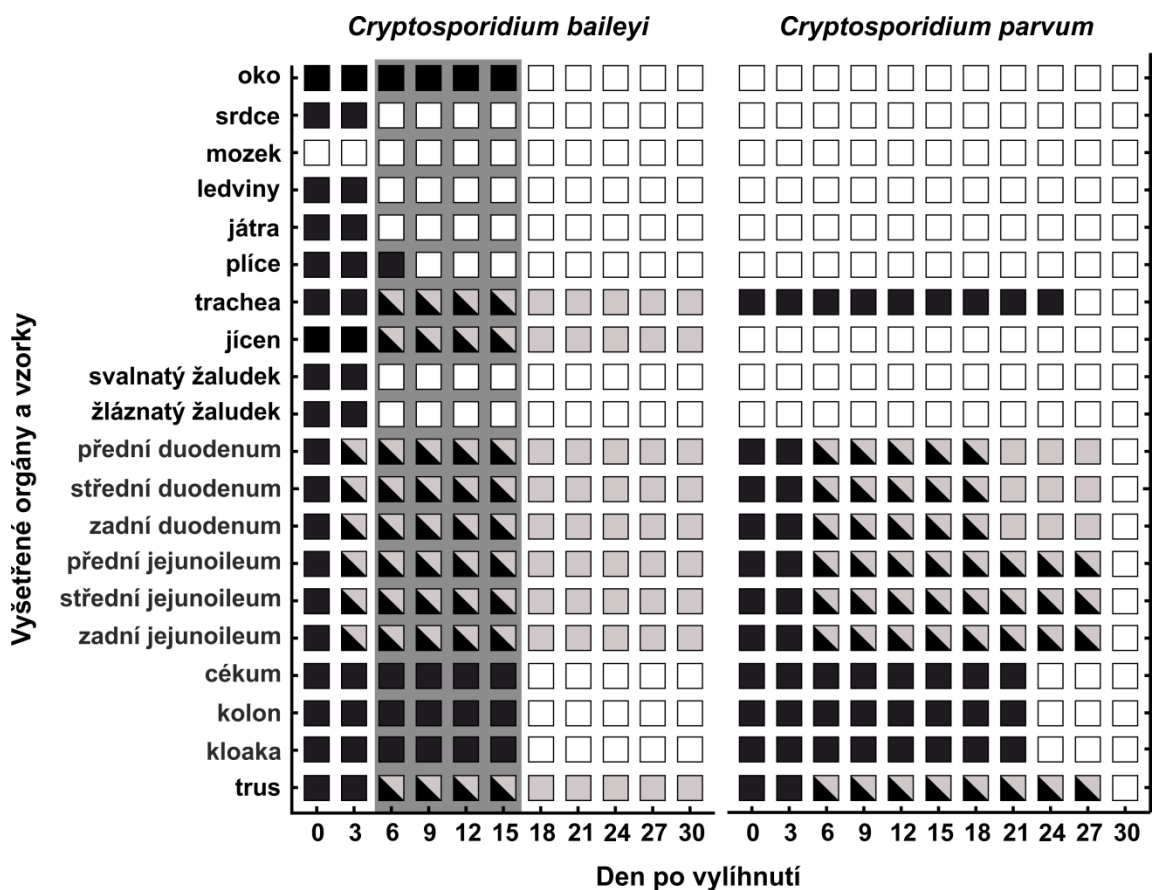 Cryptosporidium baileyi
Cryptosporidium parvum
Vyšetřené orgány a vzorky
oko
srdce
mozek
ledviny
játra
plíce
trachea
jícen
svalnatý žaludek
žláznatý žaludek
přední duodenum
střední duodenum
zadní duodenum
přední jejunoileum
střední jejunoileum
zadní jejunoileum
cékum
kolon
kloaka
trus
0 3 6 9 12 15 18 21 24 27 30
0 3 6 9 12 15 18 21 24 27 30
Den po vylíhnutí